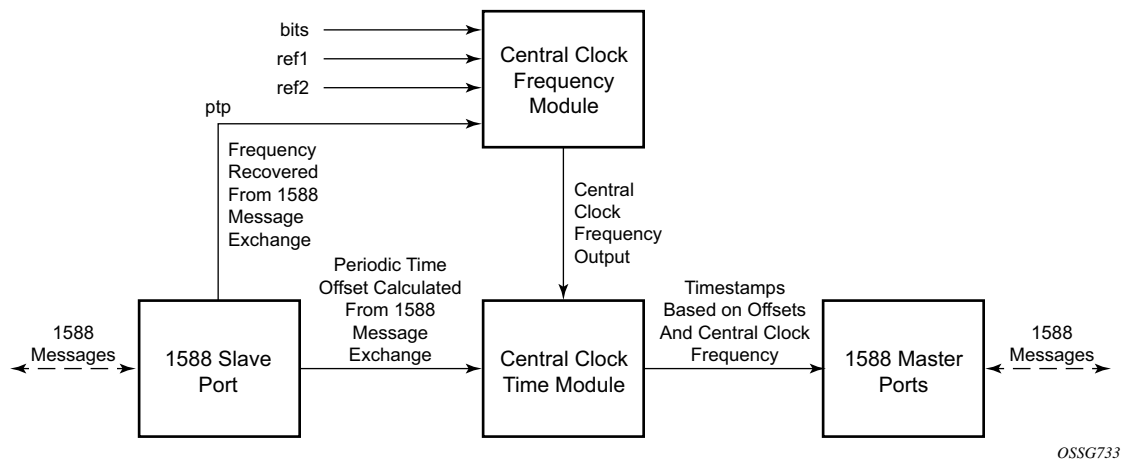 bits
ref1
ref2
ptp
Central Clock
Frequency
Module
Frequency
Recovered
From 1588
Message
Exchange
Central
Clock
Frequency
Output
Periodic Time
Offset Calculated
From 1588
Message
Exchange
Timestamps
Based on Offsets
And Central Clock
Frequency
1588
Messages
1588 Slave
Port
Central Clock
Time Module
1588 Master
Ports
1588
Messages
OSSG733